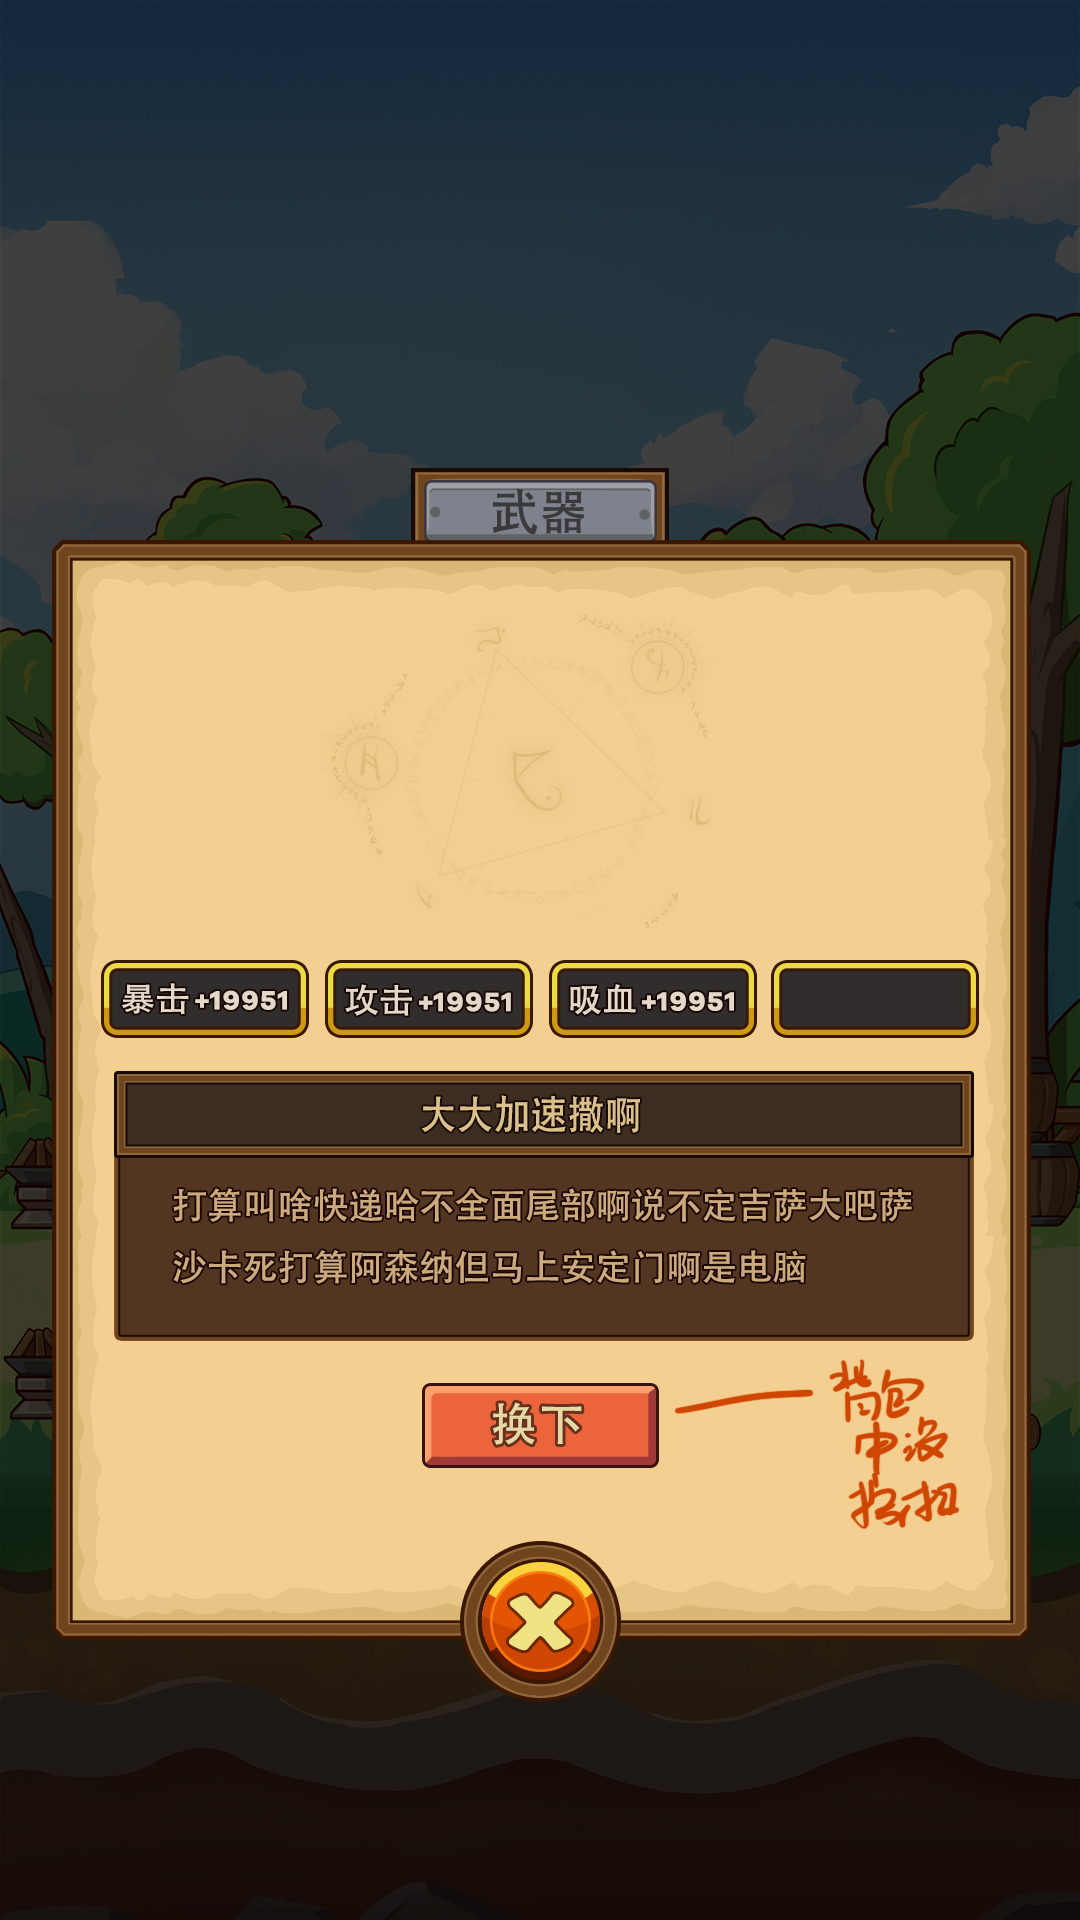 武器
暴击+19951
攻击+19951
吸血+19951
大大加速撒啊
打算叫啥快递哈不全面尾部啊说不定吉萨大吧萨
沙卡死打算阿森纳但马上安定门啊是电脑
换下
背包
中没
按扭